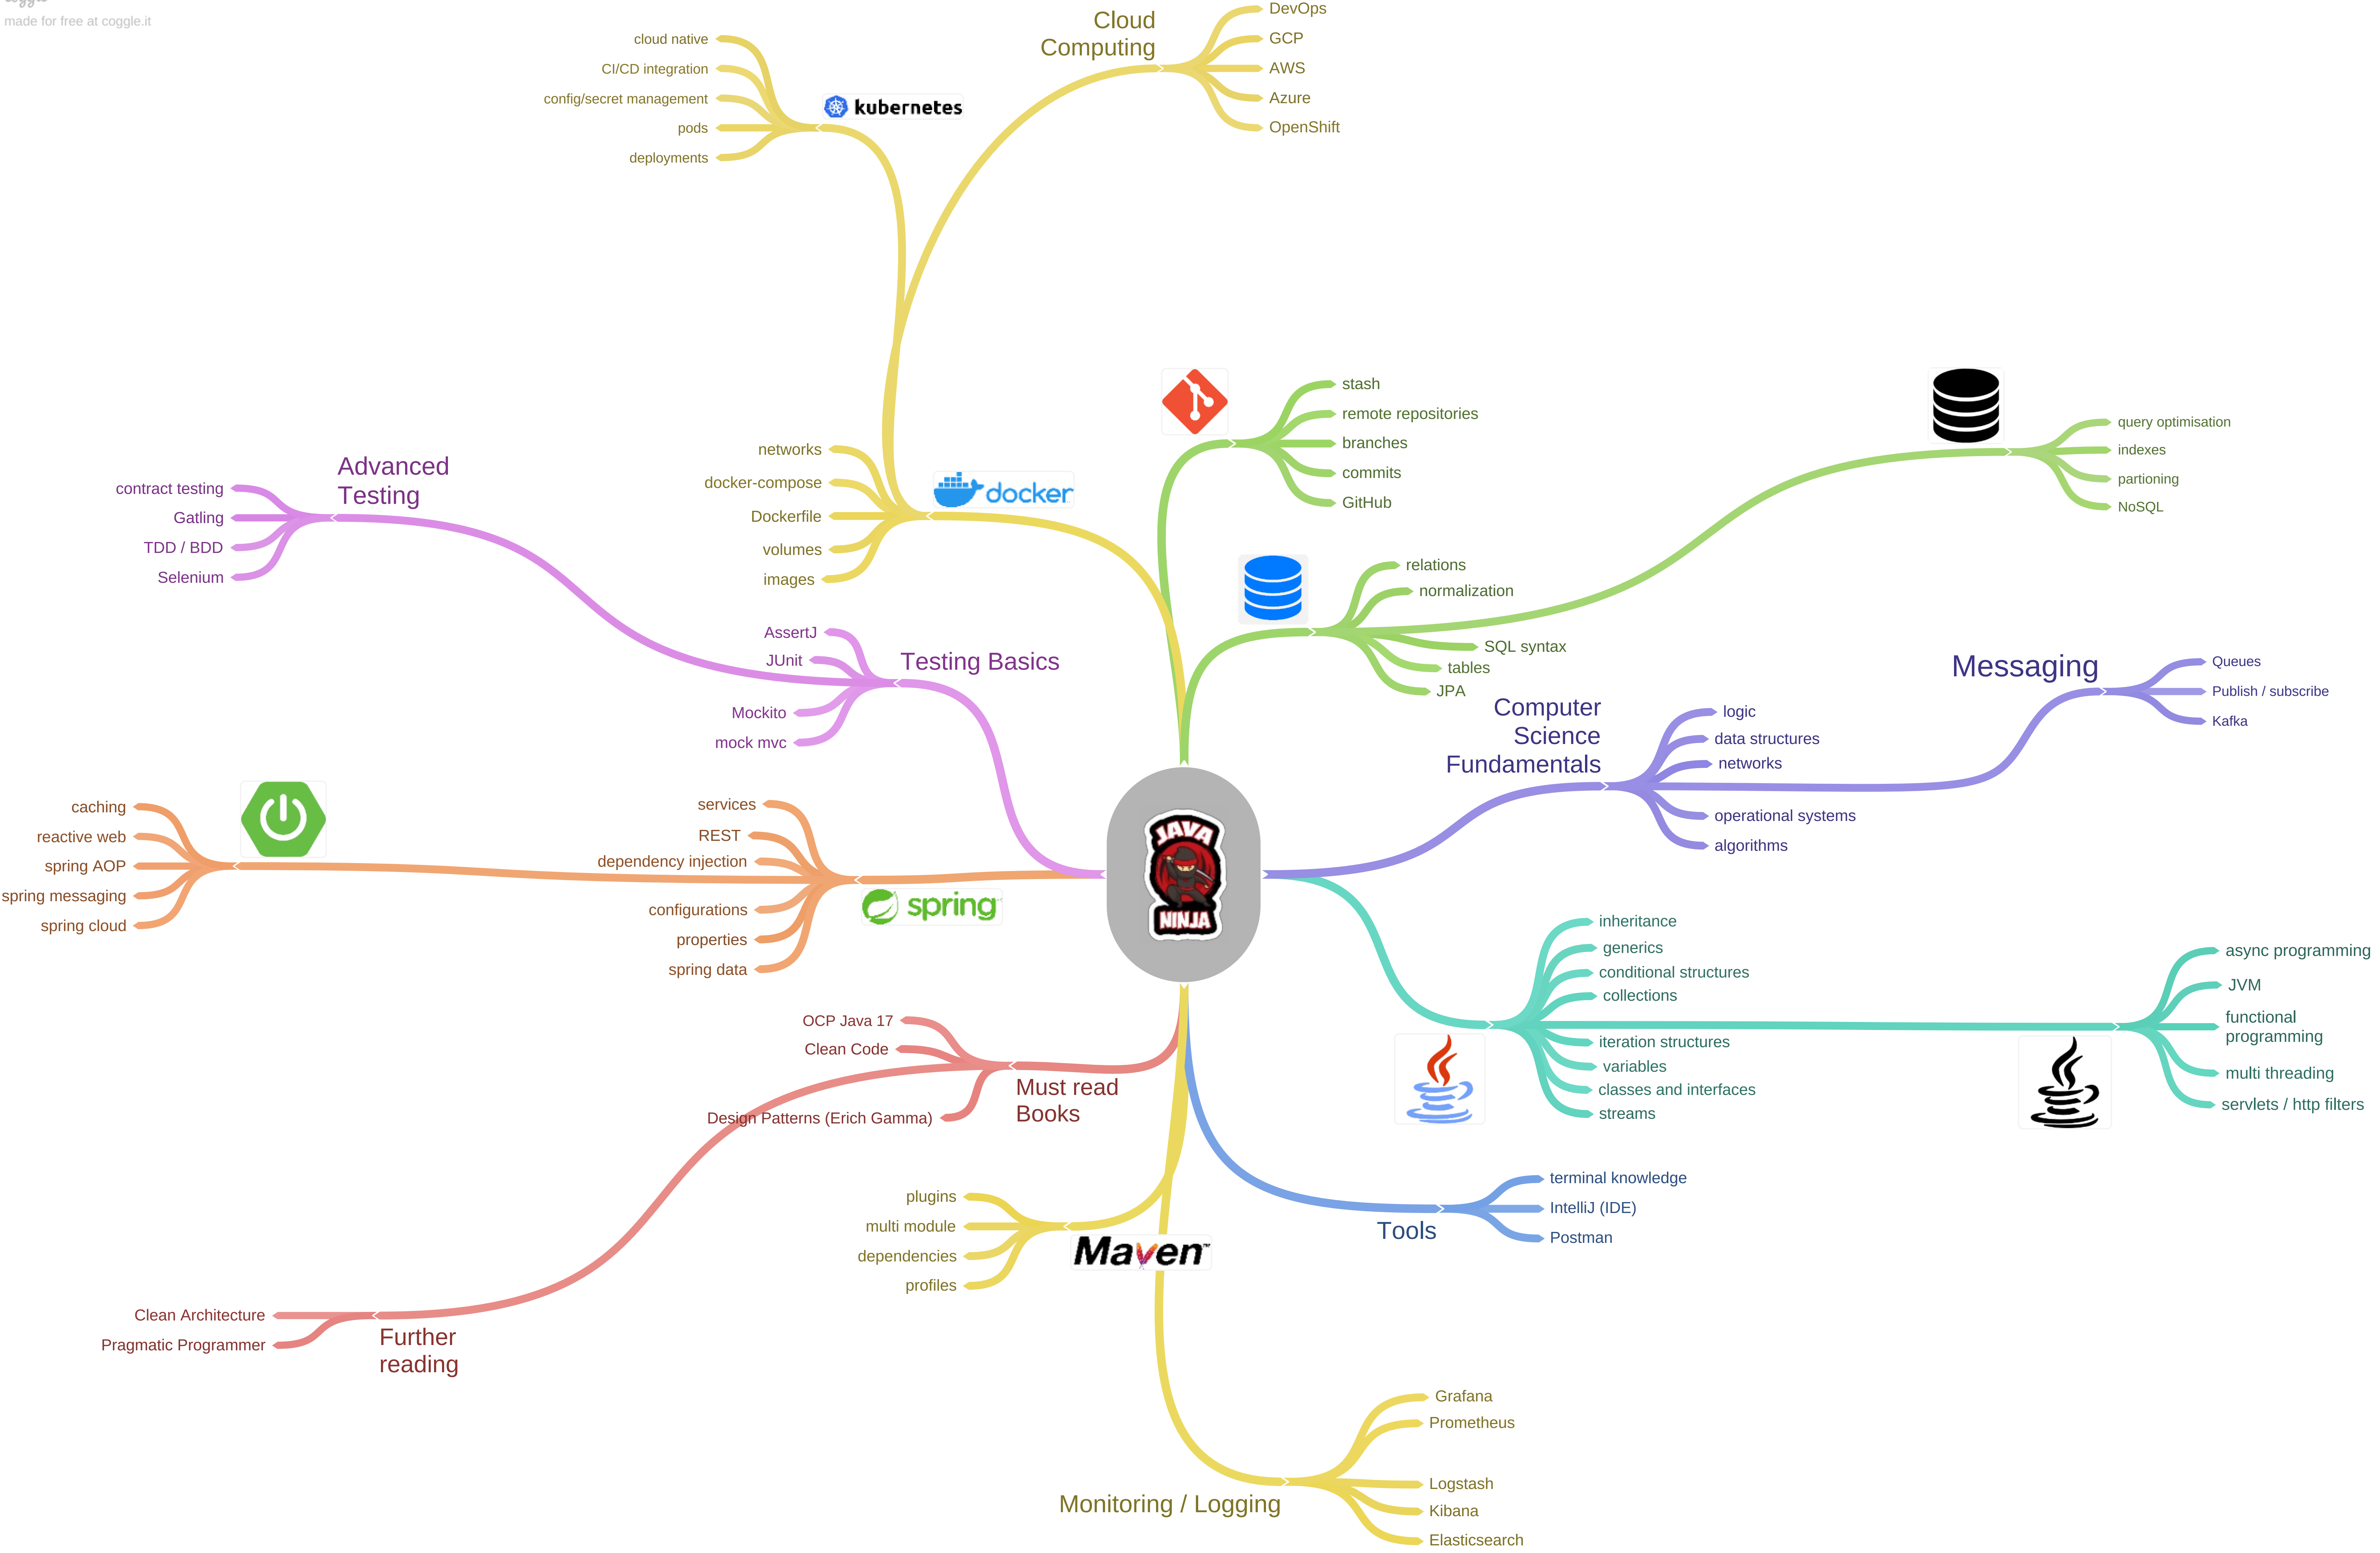 made for free at coggle.it
Cloud
Computing
DevOps
GCP
AWS
Azure
OpenShift
cloud native
CI/CD integration
config/secret management
pods
deployments
kubernetes
networks
docker-compose
Dockerfile
volumes
images
docker
stash
remote repositories
branches
commits
GitHub
query optimisation
indexes
partioning
NoSQL
relations
normalization
SQL syntax
tables
JPA
Advanced
Testing
contract testing
Gatling
TDD / BDD
Selenium
Testing Basics
AssertJ
JUnit
Mockito
mock mvc
Computer
Science
Fundamentals
logic
data structures
networks
operational systems
algorithms
Messaging
Queues
Publish / subscribe
Kafka
caching
reactive web
spring AOP
spring messaging
spring cloud
services
REST
dependency injection
configurations
properties
spring data
spring
JAVA
NINJA
inheritance
generics
conditional structures
collections
iteration structures
variables
classes and interfaces
streams
async programming
JVM
functional
programming
multi threading
servlets / http filters
OCP Java 17
Clean Code
Design Patterns (Erich Gamma)
Must read
Books
Further
reading
Clean Architecture
Pragmatic Programmer
plugins
multi module
dependencies
profiles
Maven™
Tools
terminal knowledge
IntelliJ (IDE)
Postman
Monitoring / Logging
Grafana
Prometheus
Logstash
Kibana
Elasticsearch